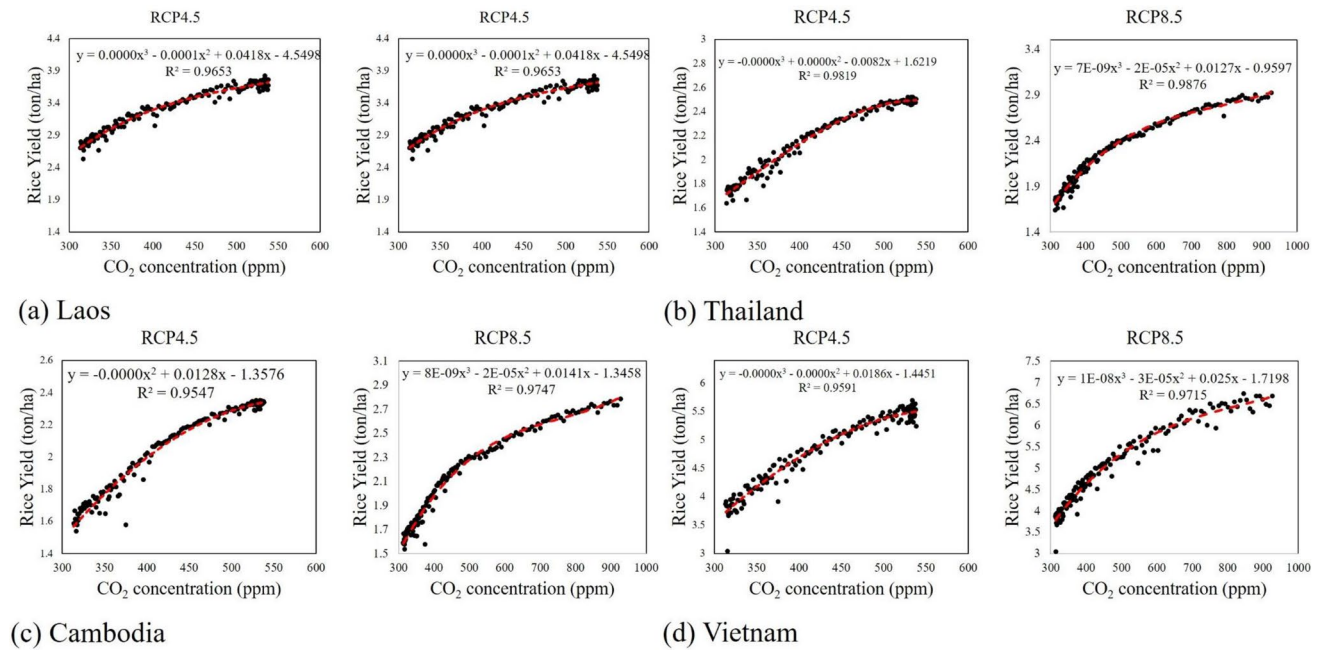 RCP4.5
4.4
3.9
3.4
2.9
2.4
1.9
1.4
Rice Yield (ton/ha)
y = 0.0000x³ - 0.0001x² + 0.0418x - 4.5498
R² = 0.9653
300 400 500 600
CO₂ concentration (ppm)
RCP4.5
4.4
3.9
3.4
2.9
2.4
1.9
1.4
Rice Yield (ton/ha)
y = 0.0000x³ - 0.0001x² + 0.0418x - 4.5498
R² = 0.9653
300 350 400 450 500 550 600
CO₂ concentration (ppm)
(a) Laos
RCP4.5
3
2.8
2.6
2.4
2.2
2
1.8
1.6
1.4
Rice Yield (ton/ha)
y = -0.0000x³ + 0.0000x² - 0.0082x + 1.6219
R² = 0.9819
300 400 500 600
CO₂ concentration (ppm)
RCP8.5
3.4
2.9
2.4
1.9
1.4
Rice Yield (ton/ha)
y = 7E-09x³ - 2E-05x² + 0.0127x - 0.9597
R² = 0.9876
300 400 500 600 700 800 900 1000
CO₂ concentration (ppm)
(b) Thailand
RCP4.5
2.6
2.4
2.2
2
1.8
1.6
1.4
Rice Yield (ton/ha)
y = -0.0000x² + 0.0128x - 1.3576
R² = 0.9547
300 350 400 450 500 550 600
CO₂ concentration (ppm)
RCP8.5
3.1
2.9
2.7
2.5
2.3
2.1
1.9
1.7
1.5
Rice Yield (ton/ha)
y = 8E-09x³ - 2E-05x² + 0.0141x - 1.3458
R² = 0.9747
300 400 500 600 700 800 900 1000
CO₂ concentration (ppm)
(c) Cambodia
RCP4.5
6
5.5
5
4.5
4
3.5
3
Rice Yield (ton/ha)
y = -0.0000x³ - 0.0000x² + 0.0186x - 1.4451
R² = 0.9591
300 400 500 600
CO₂ concentration (ppm)
RCP8.5
7.5
7
6.5
6
5.5
5
4.5
4
3.5
3
Rice Yield (ton/ha)
y = 1E-08x³ - 3E-05x² + 0.025x - 1.7198
R² = 0.9715
300 400 500 600 700 800 900 1000
CO₂ concentration (ppm)
(d) Vietnam